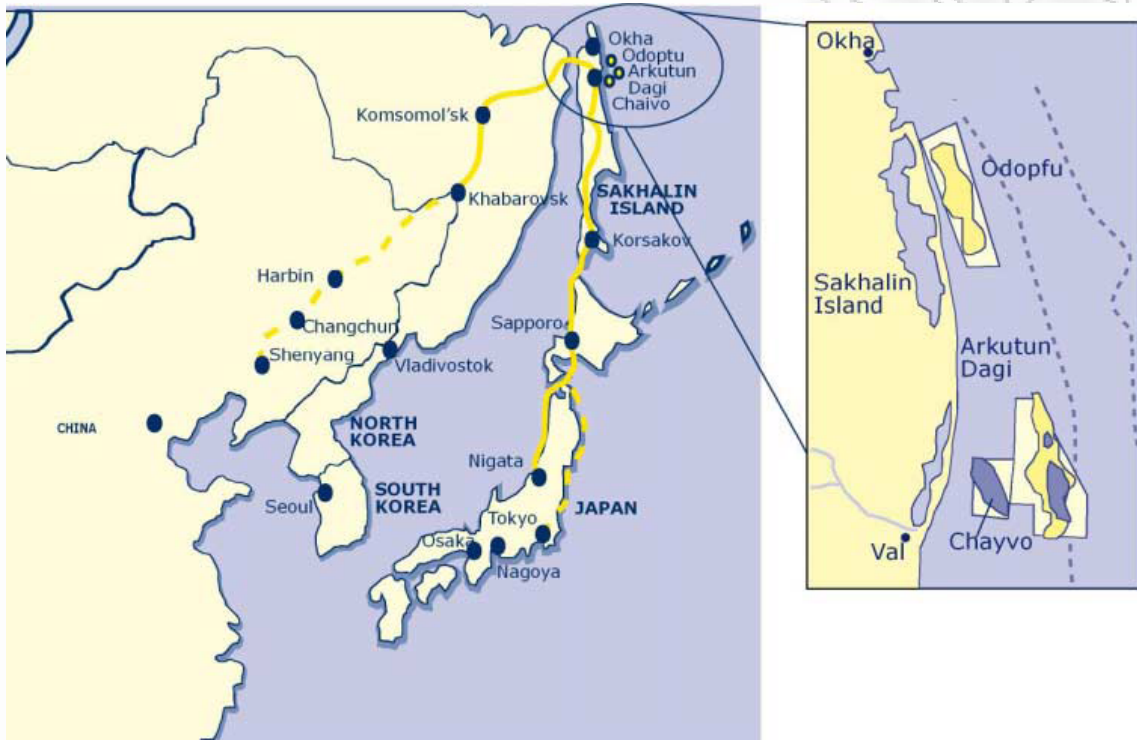 Okha
Odoptu
Arkutun
Dagi
Chaivo
Komsomol'sk
Khabarovsk
SAKHALIN
ISLAND
Korsakov
Harbin
Changchun
Shenyang
Sapporo
Vladivostok
CHINA
NORTH
KOREA
Nigata
Seoul
SOUTH
KOREA
Tokyo
JAPAN
Osaka
Nagoya
Okha
Odopfu
Sakhalin
Island
Arkutun
Dagi
Val
Chayvo